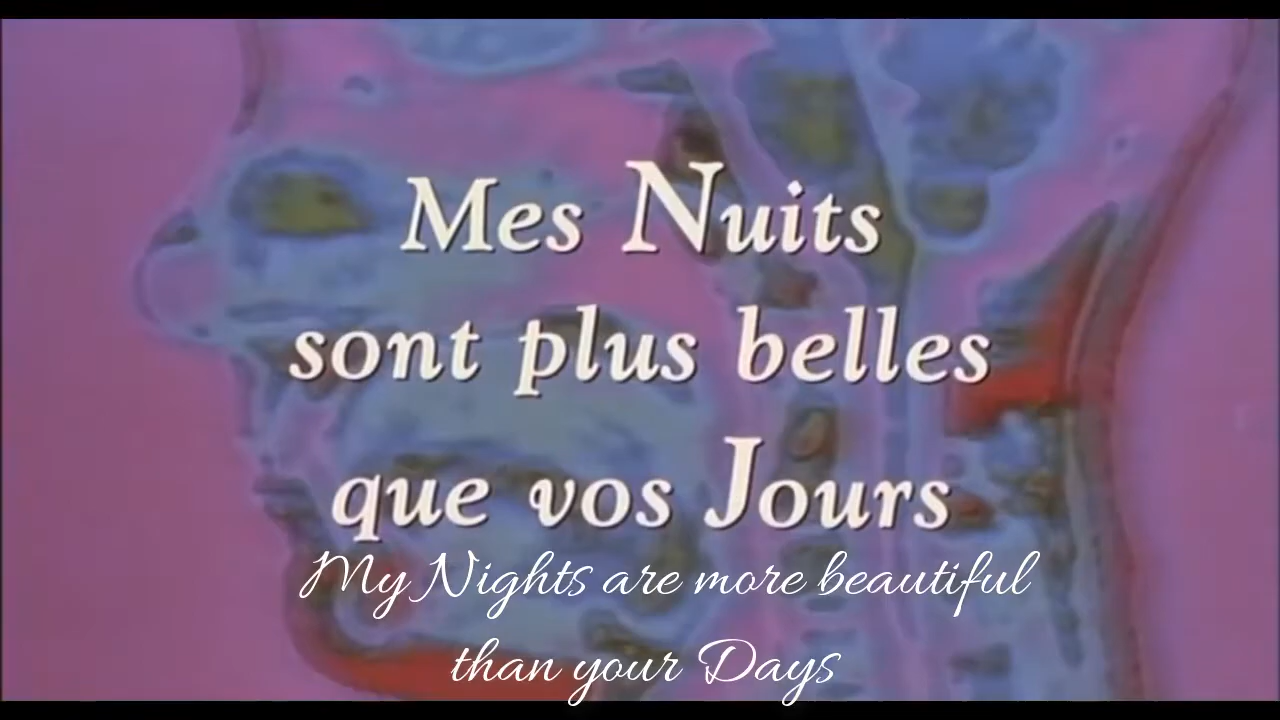 Mes Nuits
sont plus belles
que vos Jours
My Nights are more beautiful
than your Days